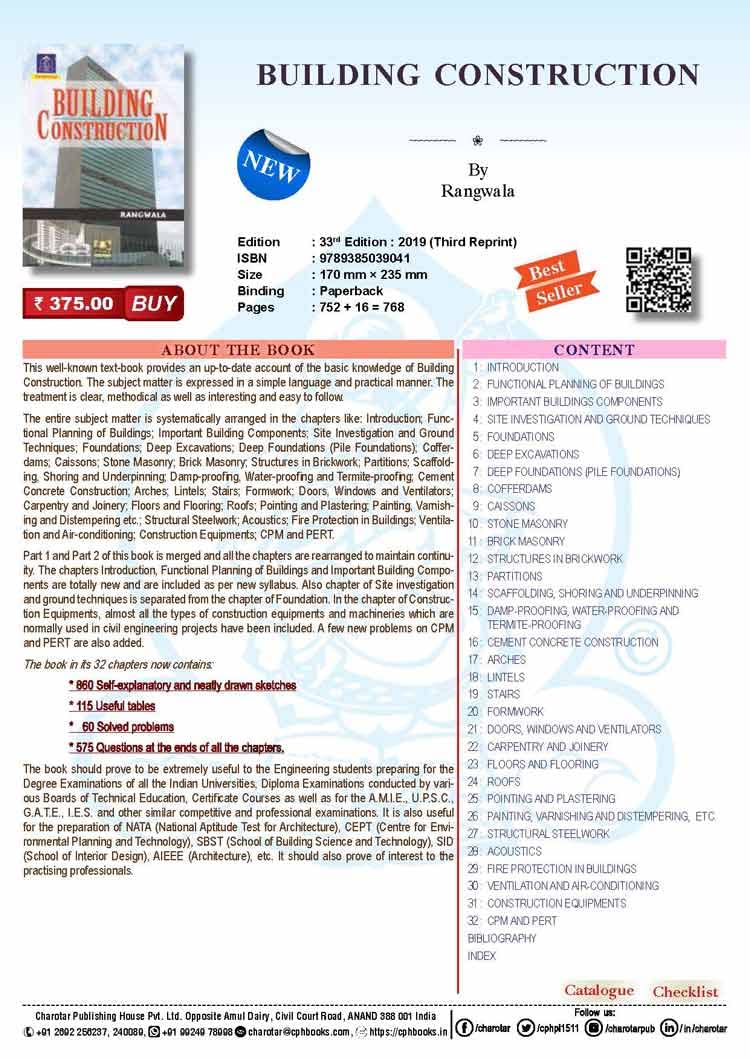 BUILDING
CONSTRUCTION
RANGWALA
BUILDING CONSTRUCTION
NEW
By
Rangwala
Edition : 33rd Edition : 2019 (Third Reprint)
ISBN : 9789385039041
Size : 170 mm × 235 mm
Binding : Paperback
Pages : 752 + 16 = 768
Best
Seller
₹ 375.00 BUY
ABOUT THE BOOK
This well-known text-book provides an up-to-date account of the basic knowledge of Building
Construction. The subject matter is expressed in a simple language and practical manner. The
treatment is clear, methodical as well as interesting and easy to follow.
The entire subject matter is systematically arranged in the chapters like: Introduction; Func-
tional Planning of Buildings; Important Building Components; Site Investigation and Ground
Techniques; Foundations; Deep Excavations; Deep Foundations (Pile Foundations); Coffer-
dams; Caissons; Stone Masonry; Brick Masonry; Structures in Brickwork; Partitions; Scaffold-
ing, Shoring and Underpinning; Damp-proofing, Water-proofing and Termite-proofing; Cement
Concrete Construction; Arches; Lintels; Stairs; Formwork; Doors, Windows and Ventilators;
Carpentry and Joinery; Floors and Flooring; Roofs; Pointing and Plastering; Painting, Varnish-
ing and Distempering etc.; Structural Steelwork; Acoustics; Fire Protection in Buildings; Ventila-
tion and Air-conditioning; Construction Equipments; CPM and PERT.
Part 1 and Part 2 of this book is merged and all the chapters are rearranged to maintain continu-
ity. The chapters Introduction, Functional Planning of Buildings and Important Building Compo-
nents are totally new and are included as per new syllabus. Also chapter of Site investigation
and ground techniques is separated from the chapter of Foundation. In the chapter of Construc-
tion Equipments, almost all the types of construction equipments and machineries which are
normally used in civil engineering projects have been included. A few new problems on CPM
and PERT are also added.
The book in its 32 chapters now contains:
* 860 Self-explanatory and neatly drawn sketches
* 115 Useful tables
* 60 Solved problems
* 575 Questions at the ends of all the chapters.
The book should prove to be extremely useful to the Engineering students preparing for the
Degree Examinations of all the Indian Universities, Diploma Examinations conducted by vari-
ous Boards of Technical Education, Certificate Courses as well as for the A.M.I.E., U.P.S.C.,
G.A.T.E., I.E.S. and other similar competitive and professional examinations. It is also useful
for the preparation of NATA (National Aptitude Test for Architecture), CEPT (Centre for Envi-
ronmental Planning and Technology), SBST (School of Building Science and Technology), SID
(School of Interior Design), AIEEE (Architecture), etc. It should also prove of interest to the
practising professionals.
CONTENT
1 : INTRODUCTION
2 : FUNCTIONAL PLANNING OF BUILDINGS
3 : IMPORTANT BUILDINGS COMPONENTS
4 : SITE INVESTIGATION AND GROUND TECHNIQUES
5 : FOUNDATIONS
6 : DEEP EXCAVATIONS
7 : DEEP FOUNDATIONS (PILE FOUNDATIONS)
8 : COFFERDAMS
9 : CAISSONS
10 : STONE MASONRY
11 : BRICK MASONRY
12 : STRUCTURES IN BRICKWORK
13 : PARTITIONS
14 : SCAFFOLDING, SHORING AND UNDERPINNING
15 : DAMP-PROOFING, WATER-PROOFING AND
TERMITE-PROOFING
16 : CEMENT CONCRETE CONSTRUCTION
17 : ARCHES
18 : LINTELS
19 : STAIRS
20 : FORMWORK
21 : DOORS, WINDOWS AND VENTILATORS
22 : CARPENTRY AND JOINERY
23 : FLOORS AND FLOORING
24 : ROOFS
25 : POINTING AND PLASTERING
26 : PAINTING, VARNISHING AND DISTEMPERING, ETC.
27 : STRUCTURAL STEELWORK
28 : ACOUSTICS
29 : FIRE PROTECTION IN BUILDINGS
30 : VENTILATION AND AIR-CONDITIONING
31 : CONSTRUCTION EQUIPMENTS
32 : CPM AND PERT
BIBLIOGRAPHY
INDEX
Catalogue Checklist
Charotar Publishing House Pvt. Ltd. Opposite Amul Dairy, Civil Court Road, ANAND 388 001 India
+91 2692 256237, 240089, +91 99249 78998 charotar@cphbooks.com, https://cphbooks.in
Follow us:
/charotar /cphpl1511 /charotarpub /in/charotar